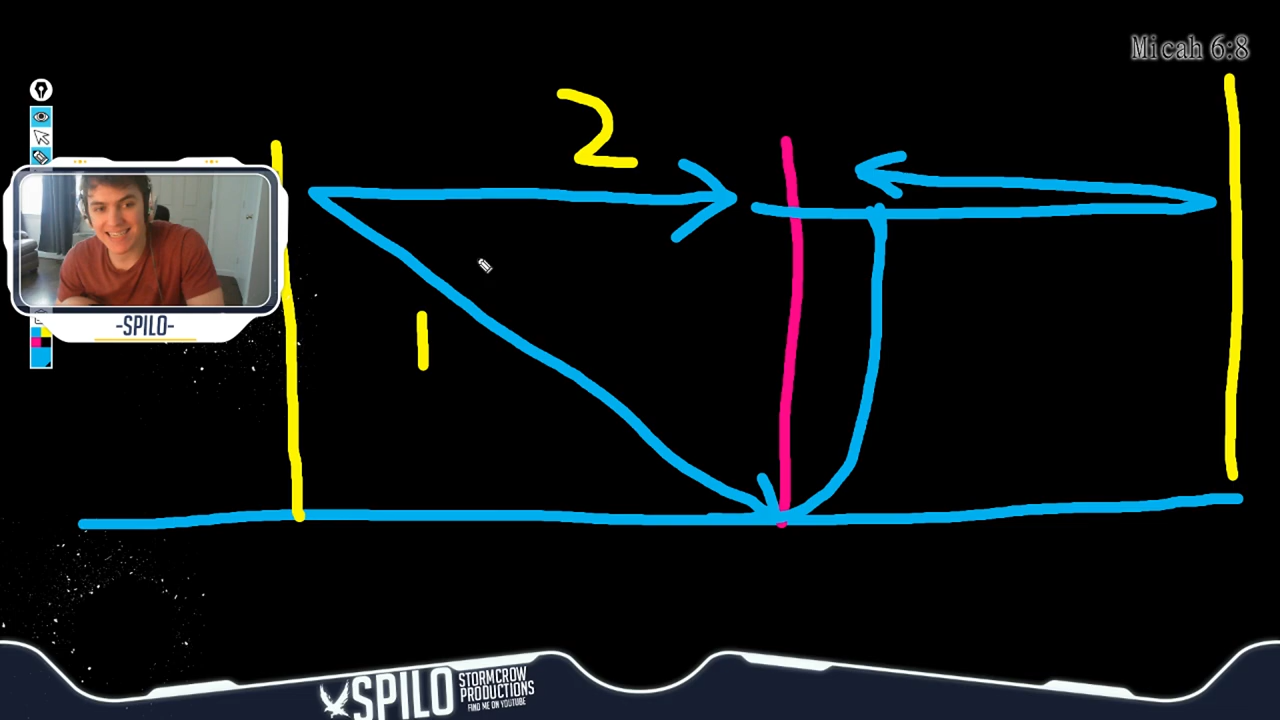 Micah 6:8
2
1
-SPILO-
SPILO
STORMCROW
PRODUCTIONS
FIND ME ON YOUTUBE